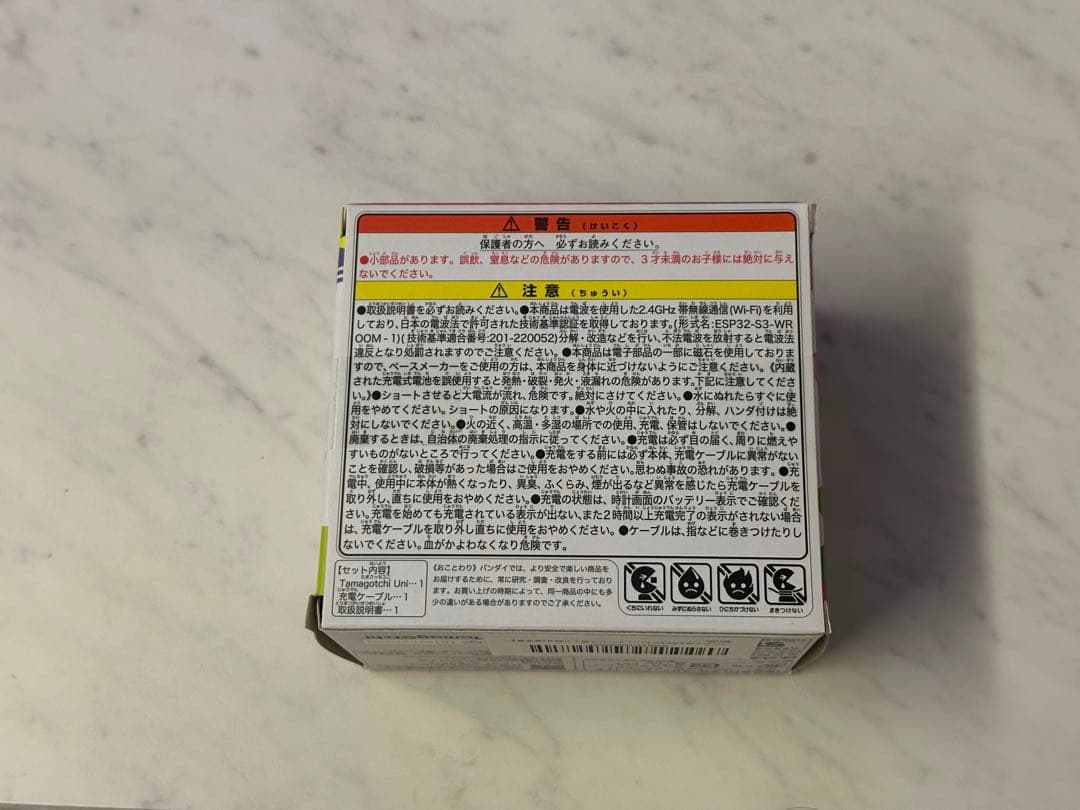 ⚠ 警告（けいこく）
保護者の方へ 必ずお読みください。
●小部品があります。誤飲、窒息などの危険がありますので、3才未満のお子様には絶対に与え
ないでください。
⚠ 注意（ちゅうい）
●取扱説明書を必ずお読みください。●本商品は電波を使用した2.4GHz 帯無線通信(Wi-Fi)を利用
しており、日本の電波法で許可された技術基準認証を取得しております。(形式名:ESP32-S3-WR
OOM-1)(技術基準適合番号:201-220052)分解・改造などを行い、不法電波を放射すると電波法
違反となり処罰されますのでご注意ください。●本商品は電子部品の一部に磁石を使用しておりま
すので、ペースメーカーをご使用の方は、本商品を身体に近づけないようにご注意ください。《内蔵
された充電式電池を誤使用すると発熱・破裂・発火・液漏れの危険があります。下記に注意してくださ
い。》●ショートさせると大電流が流れ、危険です。絶対にさけてください。●水にぬれたらすぐに使
用をやめてください。ショートの原因になります。●水や火の中に入れたり、分解、ハンダ付けは絶
対にしないでください。●火の近く、高温・多湿の場所での使用、充電、保管はしないでください。●
廃棄するときは、自治体の廃棄処理の指示に従ってください。●充電は必ず目の届く、周りに燃えや
すいものがないところで行ってください。●充電をする前には必ず本体、充電ケーブルに異常がない
ことを確認し、破損等があった場合はご使用をおやめください。思わぬ事故の恐れがあります。●充
電中、使用中に本体が熱くなったり、異臭、ふくらみ、煙が出るなど異常を感じたら充電ケーブルを
取り外し、直ちに使用をおやめください。●充電の状態は、時計画面のバッテリー表示でご確認くだ
さい。充電を始めても充電されている表示が出ない、また2時間以上充電完了の表示がされない場合
は、充電ケーブルを取り外し直ちに使用をおやめください。●ケーブルは、指などに巻きつけたりし
ないでください。血がかよわなくなり危険です。
【セット内容】
Tamagotchi Uni…1
充電ケーブル…1
取扱説明書…1
《おことわり》バンダイでは、より安全で楽しい商品を
お届けするために、常に研究・調査・改良を行っております。
お買い上げの時期によって、同一商品の中にも多
少の違いがある場合がありますのでご了承ください。
くちにいれない
みずにぬらさない
ひにちかづけない
まきつけない
Tamagotchi